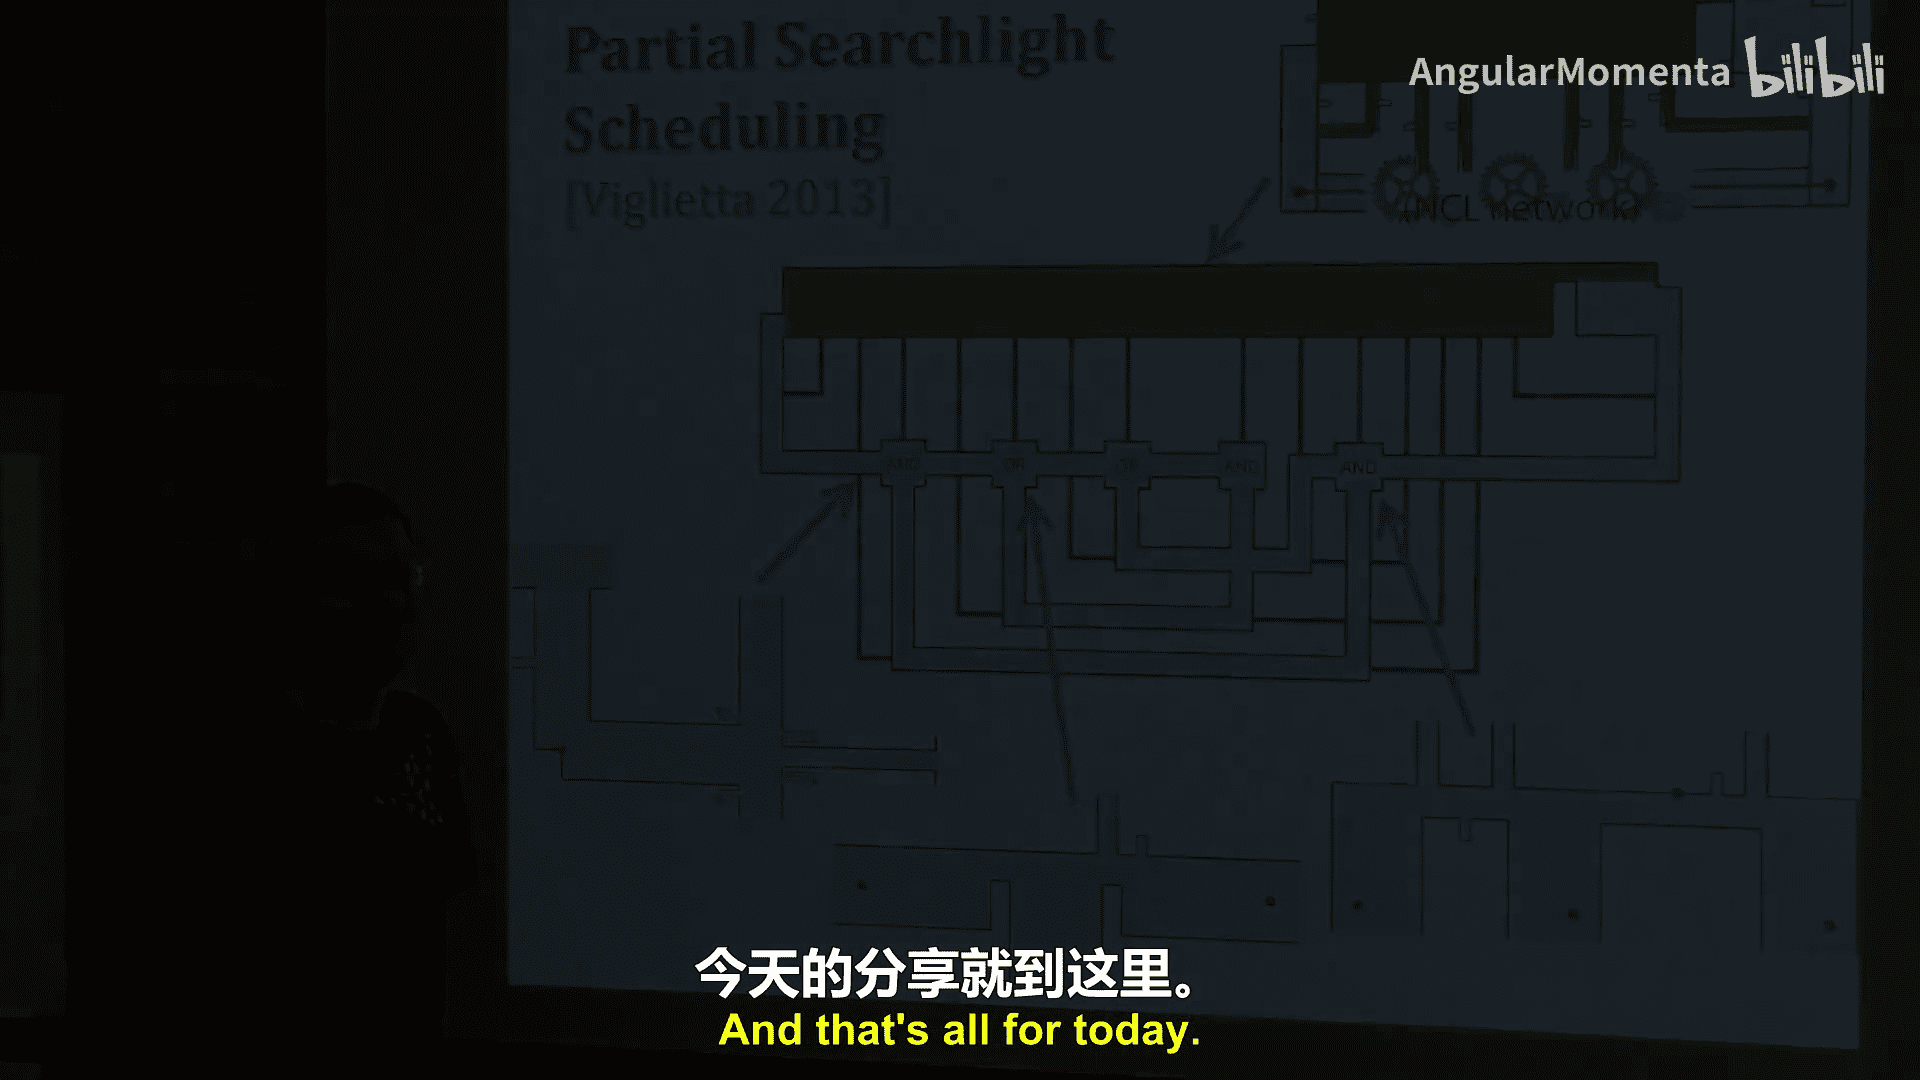 Partial Searchlight
Scheduling
[Viglietta 2013]
AngularMomenta bilibili
(NCL network)
AND OR OR AND AND
今天的分享就到这里。
And that's all for today.